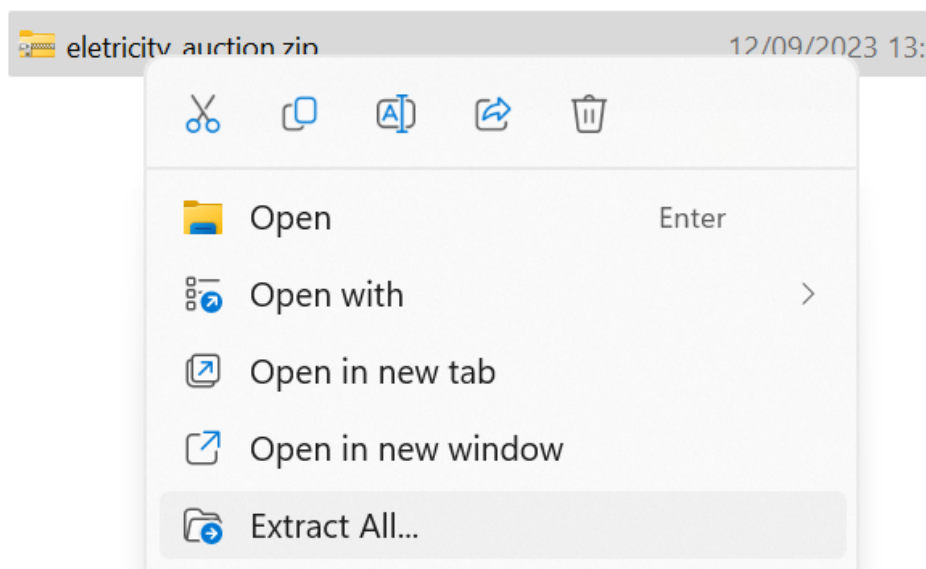 eletricity_auction.zip 12/09/2023 13:
Open Enter
Open with
Open in new tab
Open in new window
Extract All...